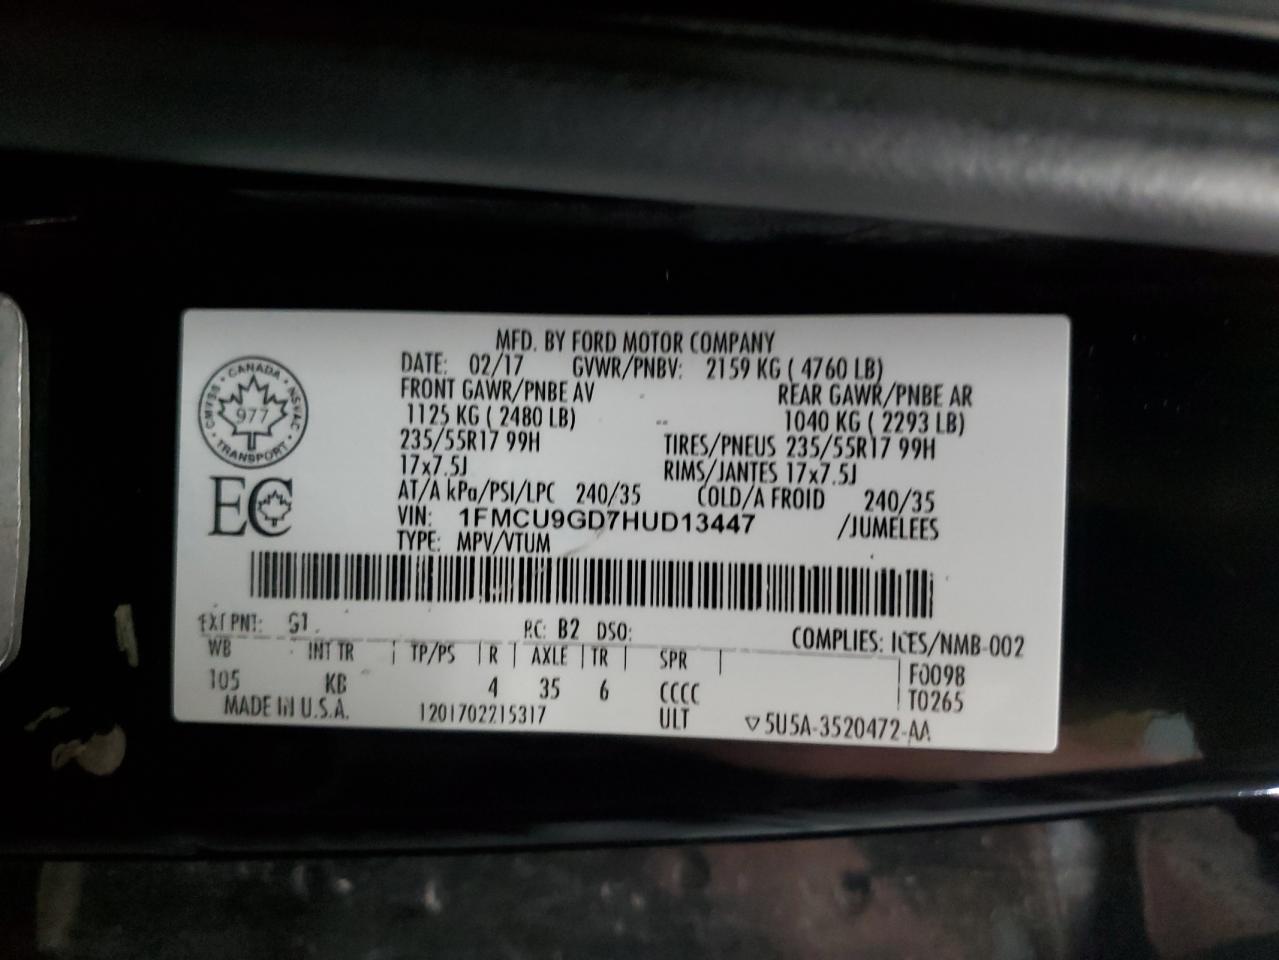 MFD. BY FORD MOTOR COMPANY
DATE: 02/17 GVWR/PNBV: 2159 KG ( 4760 LB)
FRONT GAWR/PNBE AV REAR GAWR/PNBE AR
1125 KG ( 2480 LB) 1040 KG ( 2293 LB)
235/55R17 99H TIRES/PNEUS 235/55R17 99H
17x7.5J RIMS/JANTES 17x7.5J
AT/A kPa/PSI/LPC 240/35 COLD/A FROID 240/35
VIN: 1FMCU9GD7HUD13447 /JUMELEES
TYPE: MPV/VTUM
CANADA
CMVSS NSVAC
977
TRANSPORT
EC
EXT PNT: G1 RC: B2 DSO: COMPLIES: ICES/NMB-002
WB INT TR | TP/PS | R | AXLE | TR | SPR | F0098
105 KB 4 35 6 CCCC T0265
MADE IN U.S.A. 1201702215317 ULT ▽5U5A-3520472-AA